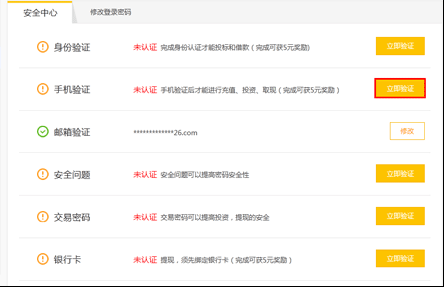 安全中心 修改登录密码
身份验证 未认证 完成身份认证才能投标和借款（完成可获5元奖励） 立即验证
手机验证 未认证 手机验证后才能进行充值、投资、取现（完成可获5元奖励） 立即验证
邮箱验证 *************26.com 修改
安全问题 未认证 安全问题可以提高密码安全性 立即验证
交易密码 未认证 交易密码可以提高投资，提现的安全 立即验证
银行卡 未认证 提现，须先绑定银行卡（完成可获5元奖励） 立即验证